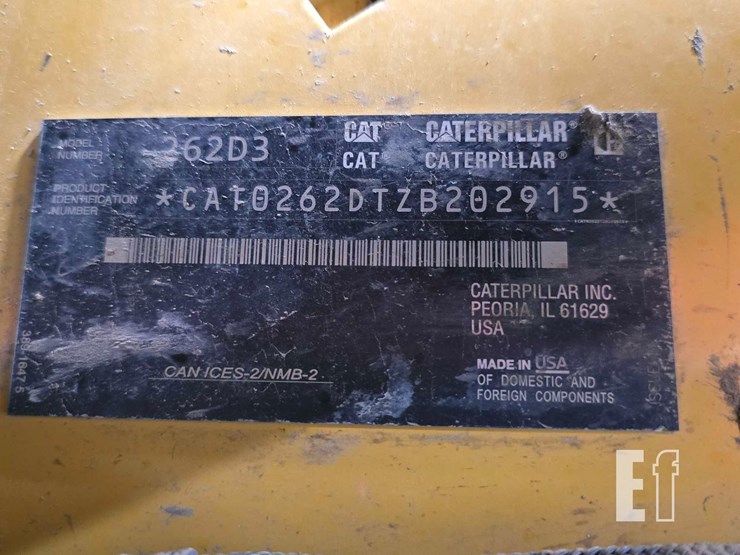 MODEL NUMBER 262D3
CAT CATERPILLAR®
CAT® CATERPILLAR®
PRODUCT IDENTIFICATION NUMBER *CAT0262DTZB202915*
CATERPILLAR INC.
PEORIA, IL 61629
USA
MADE IN USA
OF DOMESTIC AND
FOREIGN COMPONENTS
CAN ICES-2/NMB-2
Ef